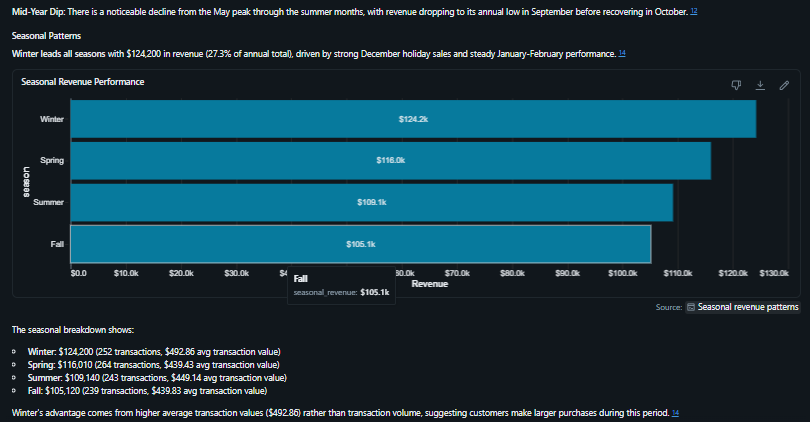 Mid-Year Dip: There is a noticeable decline from the May peak through the summer months, with revenue dropping to its annual low in September before recovering in October. 12
Seasonal Patterns
Winter leads all seasons with $124,200 in revenue (27.3% of annual total), driven by strong December holiday sales and steady January-February performance. 14
Seasonal Revenue Performance
Winter $124.2k
Spring $116.0k
Season
Summer $109.1k
Fall $105.1k
$0.0 $10.0k $20.0k $30.0k $70.0k $80.0k $90.0k $100.0k $110.0k $120.0k $130.0k
Revenue
Fall
seasonal_revenue: $105.1k
Source: Seasonal revenue patterns
The seasonal breakdown shows:
Winter: $124,200 (252 transactions, $492.86 avg transaction value)
Spring: $116,010 (264 transactions, $439.43 avg transaction value)
Summer: $109,140 (243 transactions, $449.14 avg transaction value)
Fall: $105,120 (239 transactions, $439.83 avg transaction value)
Winter's advantage comes from higher average transaction values ($492.86) rather than transaction volume, suggesting customers make larger purchases during this period. 14